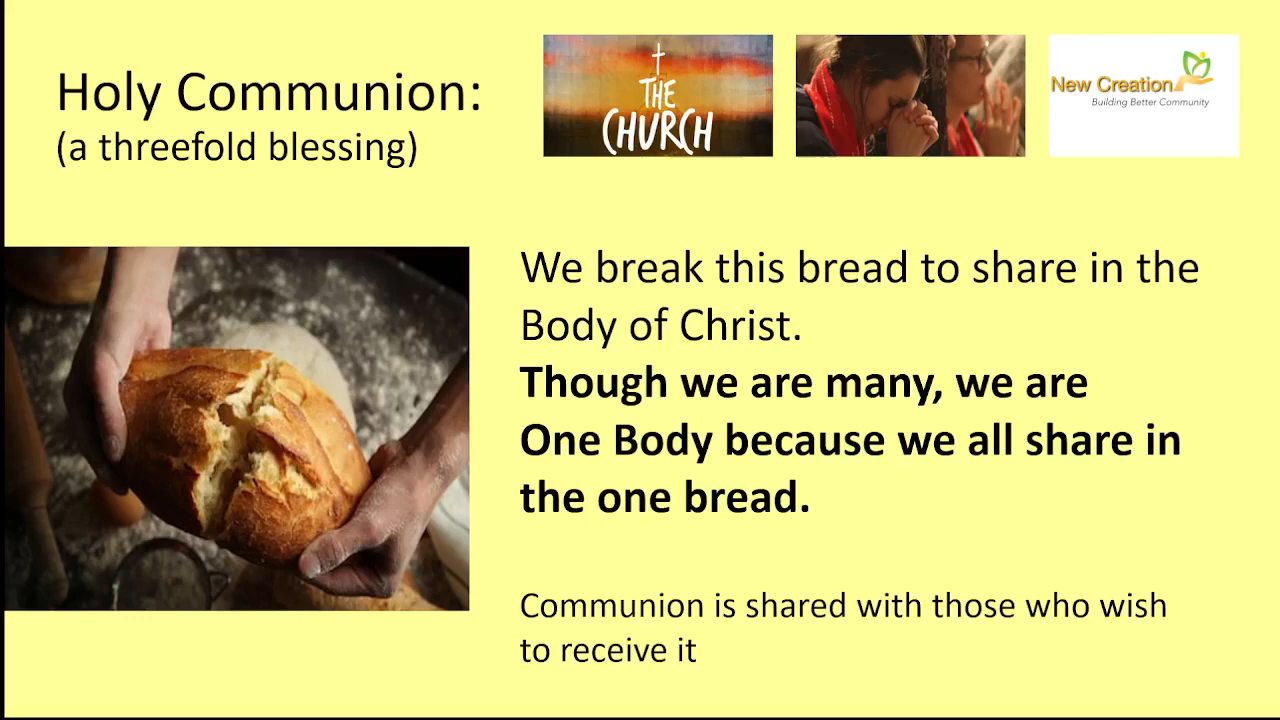 Holy Communion:
(a threefold blessing)
THE
CHURCH
New Creation
Building Better Community
We break this bread to share in the
Body of Christ.
Though we are many, we are
One Body because we all share in
the one bread.
Communion is shared with those who wish
to receive it